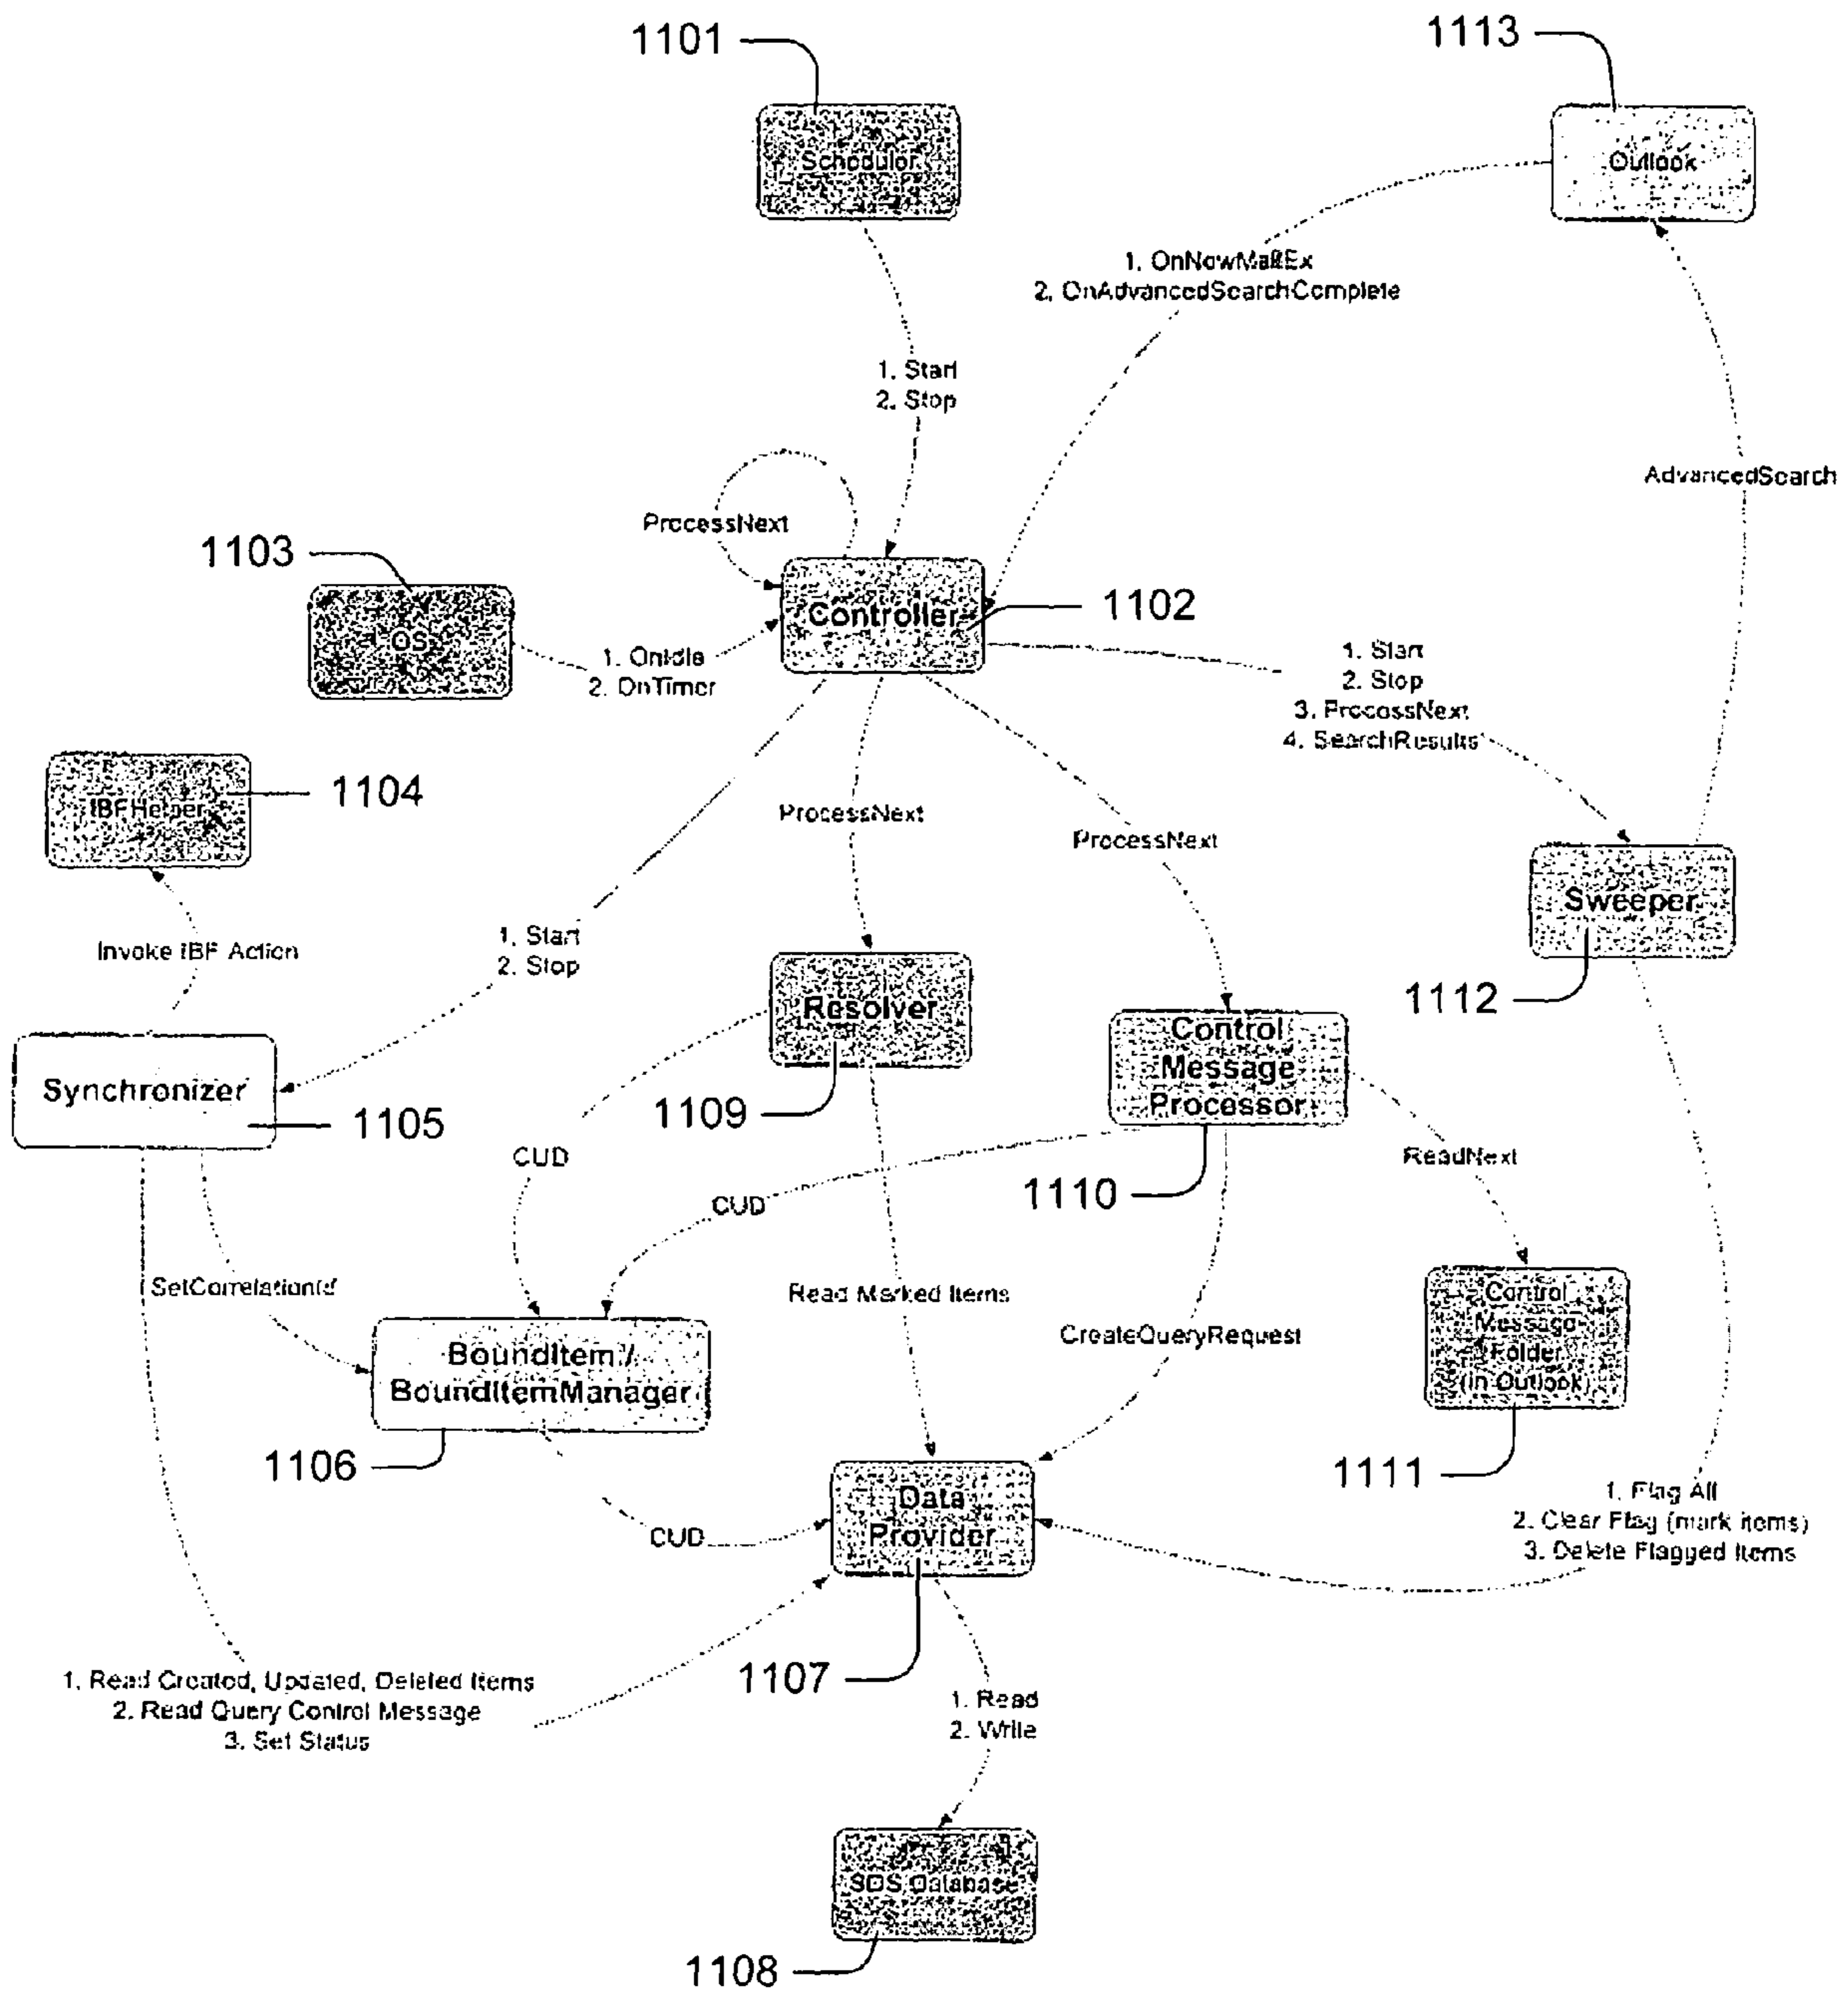 1101
1113
Scheduler
Outlook
1. OnNewMailEx
2. OnAdvancedSearchComplete
1. Start
2. Stop
AdvancedSearch
ProcessNext
1103
Controller
1102
OS
1. OnIdle
2. OnTimer
1. Start
2. Stop
3. ProcessNext
4. SearchResults
IBFHelper
1104
ProcessNext
ProcessNext
Sweeper
Invoke IBF Action
1. Start
2. Stop
1112
Resolver
Control
Message
Processor
Synchronizer
1105
1109
CUD
ReadNext
1110
CUD
SetCorrelationId
Read Marked Items
Control
Message
Folder
(in Outlook)
CreateQueryRequest
BoundItem /
BoundItemManager
1106
1111
Data
Provider
CUD
1. Flag All
2. Clear Flag (mark items)
3. Delete Flagged Items
1. Read Created, Updated, Deleted Items
2. Read Query Control Message
3. Set Status
1107
1. Read
2. Write
SDS Database
1108